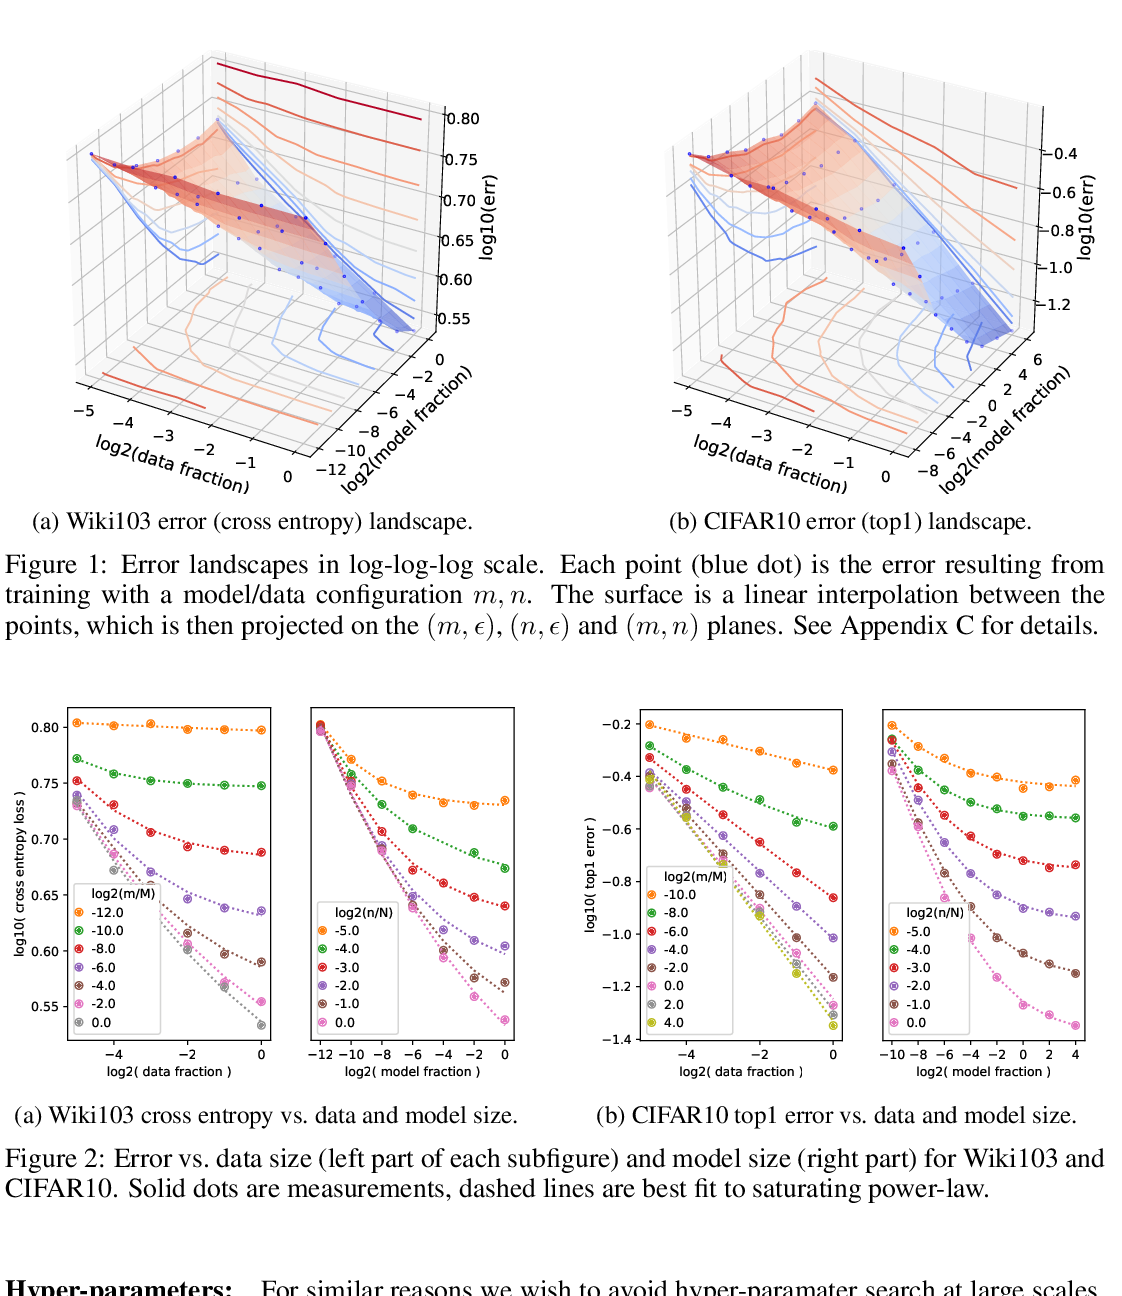 0.80
0.75
0.70
0.65
0.60
0.55
log10(err)
−5
−4
−3
−2
−1
0
log2(data fraction)
0
−2
−4
−6
−8
−10
−12
log2(model fraction)
−0.4
−0.6
−0.8
−1.0
−1.2
log10(err)
−5
−4
−3
−2
−1
0
log2(data fraction)
6
4
2
0
−2
−4
−6
−8
log2(model fraction)
(a) Wiki103 error (cross entropy) landscape.
(b) CIFAR10 error (top1) landscape.
Figure 1: Error landscapes in log-log-log scale. Each point (blue dot) is the error resulting from
training with a model/data configuration m, n. The surface is a linear interpolation between the
points, which is then projected on the (m, ϵ), (n, ϵ) and (m, n) planes. See Appendix C for details.
log10( cross entropy loss )
0.80
0.75
0.70
0.65
0.60
0.55
log2(m/M)
-12.0
-10.0
-8.0
-6.0
-4.0
-2.0
0.0
−4 −2 0
log2( data fraction )
log2(n/N)
-5.0
-4.0
-3.0
-2.0
-1.0
0.0
−12 −10 −8 −6 −4 −2 0
log2( model fraction )
log10( top1 error )
−0.2
−0.4
−0.6
−0.8
−1.0
−1.2
−1.4
log2(m/M)
-10.0
-8.0
-6.0
-4.0
-2.0
0.0
2.0
4.0
−4 −2 0
log2( data fraction )
log2(n/N)
-5.0
-4.0
-3.0
-2.0
-1.0
0.0
−10 −8 −6 −4 −2 0 2 4
log2( model fraction )
(a) Wiki103 cross entropy vs. data and model size.
(b) CIFAR10 top1 error vs. data and model size.
Figure 2: Error vs. data size (left part of each subfigure) and model size (right part) for Wiki103 and
CIFAR10. Solid dots are measurements, dashed lines are best fit to saturating power-law.
Hyper-parameters: For similar reasons we wish to avoid hyper-paramater search at large scales,